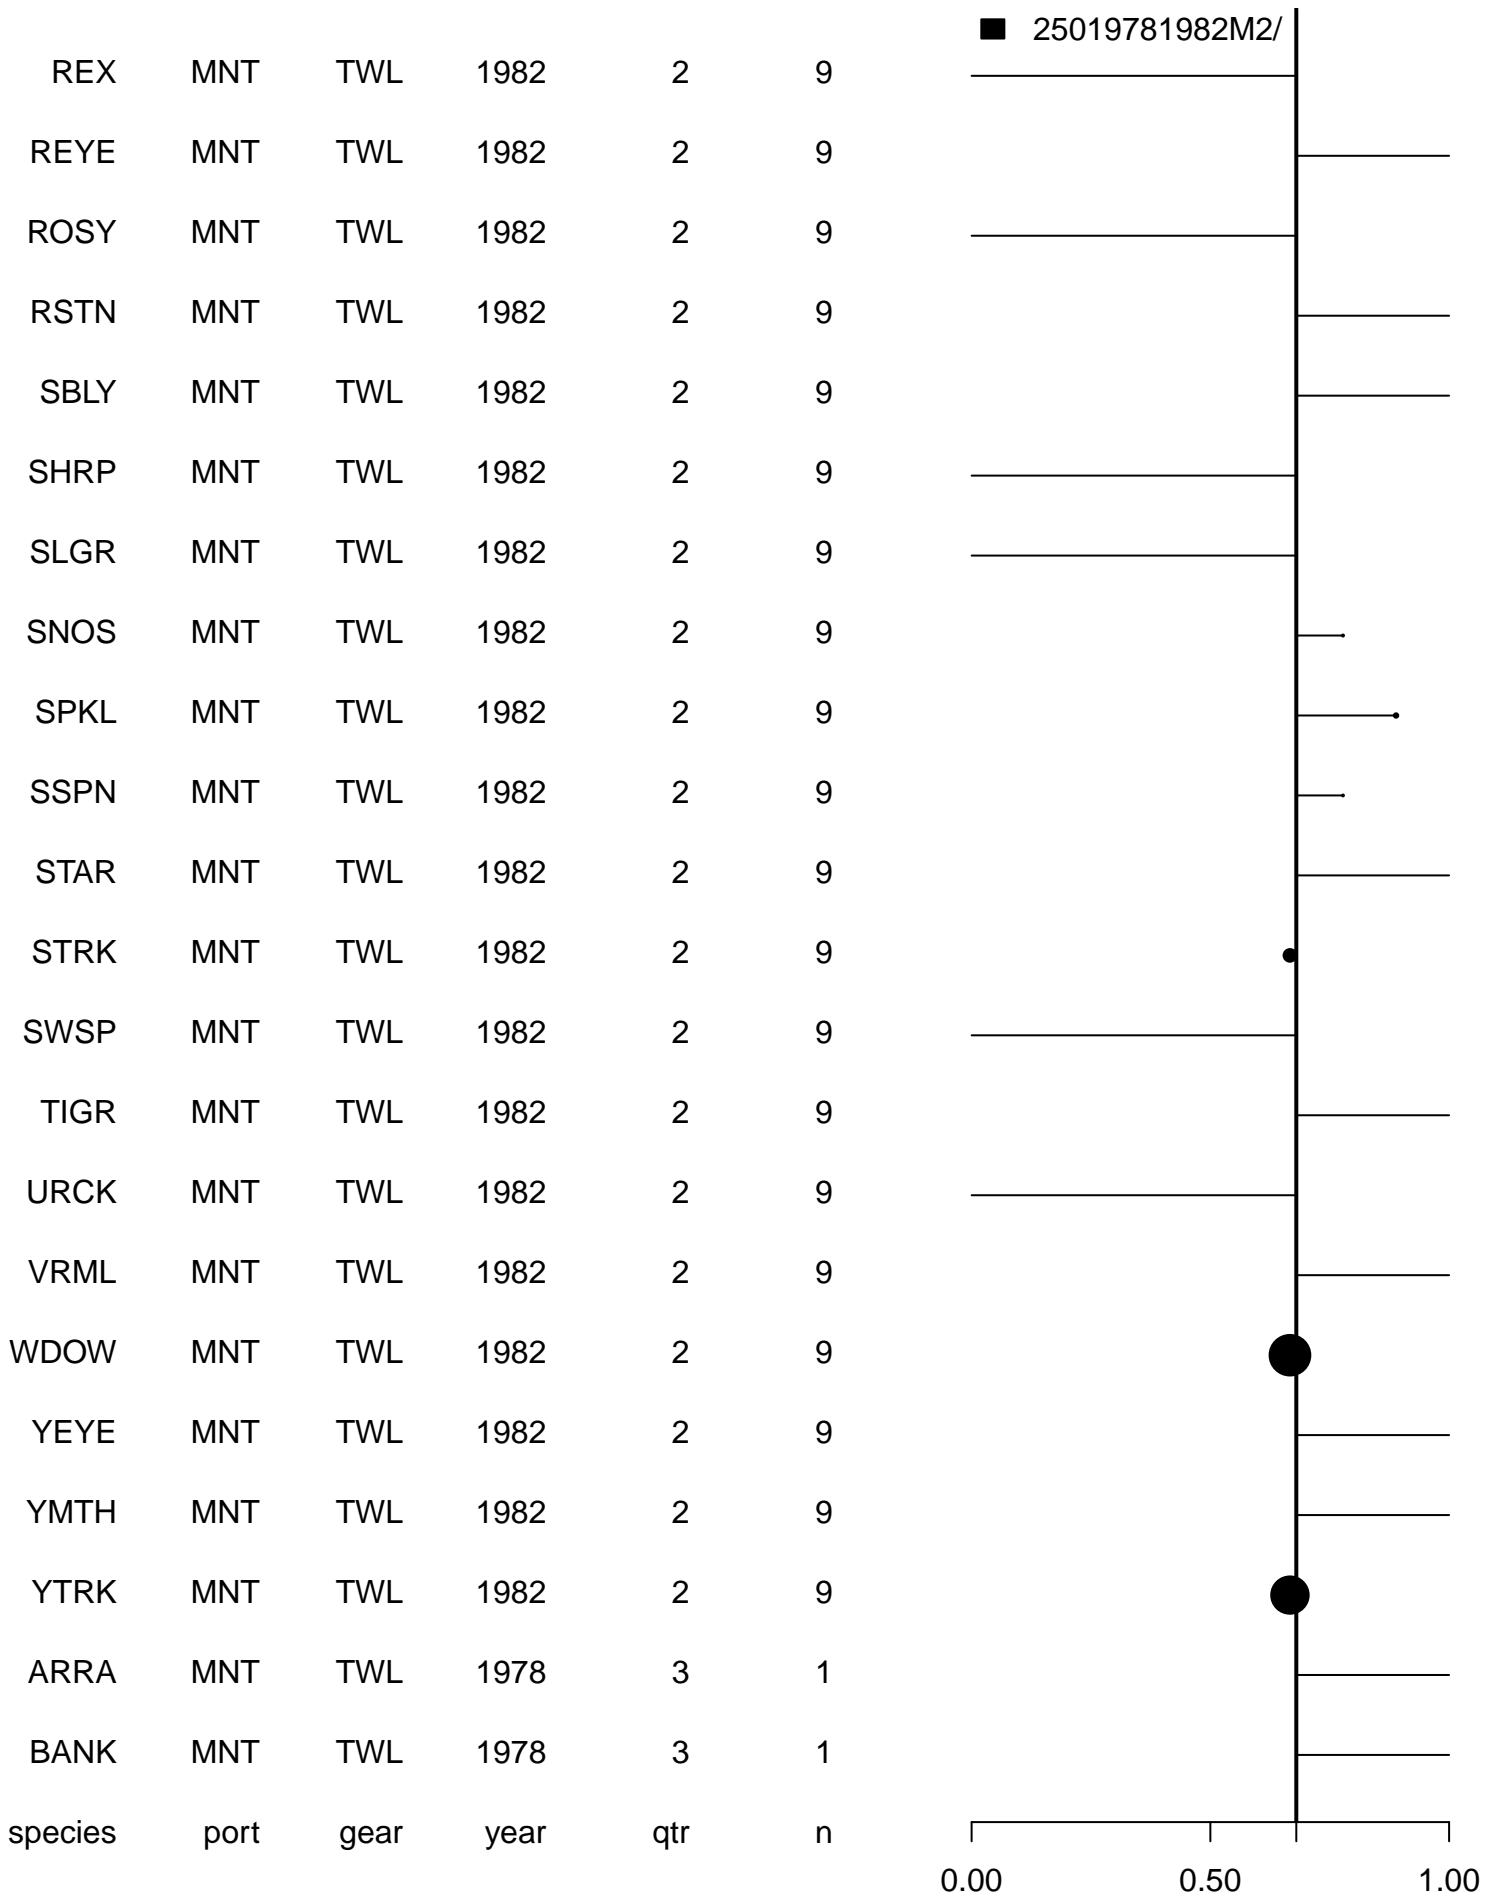 25019781982M2/
REX MNT TWL 1982 2 9
REYE MNT TWL 1982 2 9
ROSY MNT TWL 1982 2 9
RSTN MNT TWL 1982 2 9
SBLY MNT TWL 1982 2 9
SHRP MNT TWL 1982 2 9
SLGR MNT TWL 1982 2 9
SNOS MNT TWL 1982 2 9
SPKL MNT TWL 1982 2 9
SSPN MNT TWL 1982 2 9
STAR MNT TWL 1982 2 9
STRK MNT TWL 1982 2 9
SWSP MNT TWL 1982 2 9
TIGR MNT TWL 1982 2 9
URCK MNT TWL 1982 2 9
VRML MNT TWL 1982 2 9
WDOW MNT TWL 1982 2 9
YEYE MNT TWL 1982 2 9
YMTH MNT TWL 1982 2 9
YTRK MNT TWL 1982 2 9
ARRA MNT TWL 1978 3 1
BANK MNT TWL 1978 3 1
species port gear year qtr n
0.00 0.50 1.00